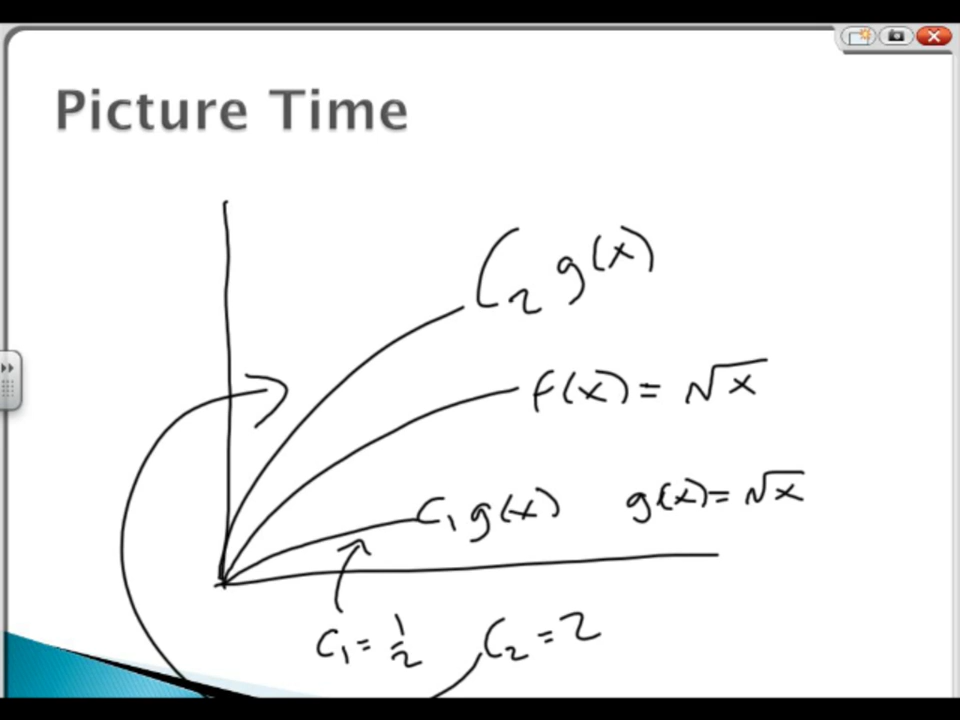 Picture Time
C₂ g(x)
f(x) = √x
C₁ g(x) g(x) = √x
C₁ = 1/2 C₂ = 2